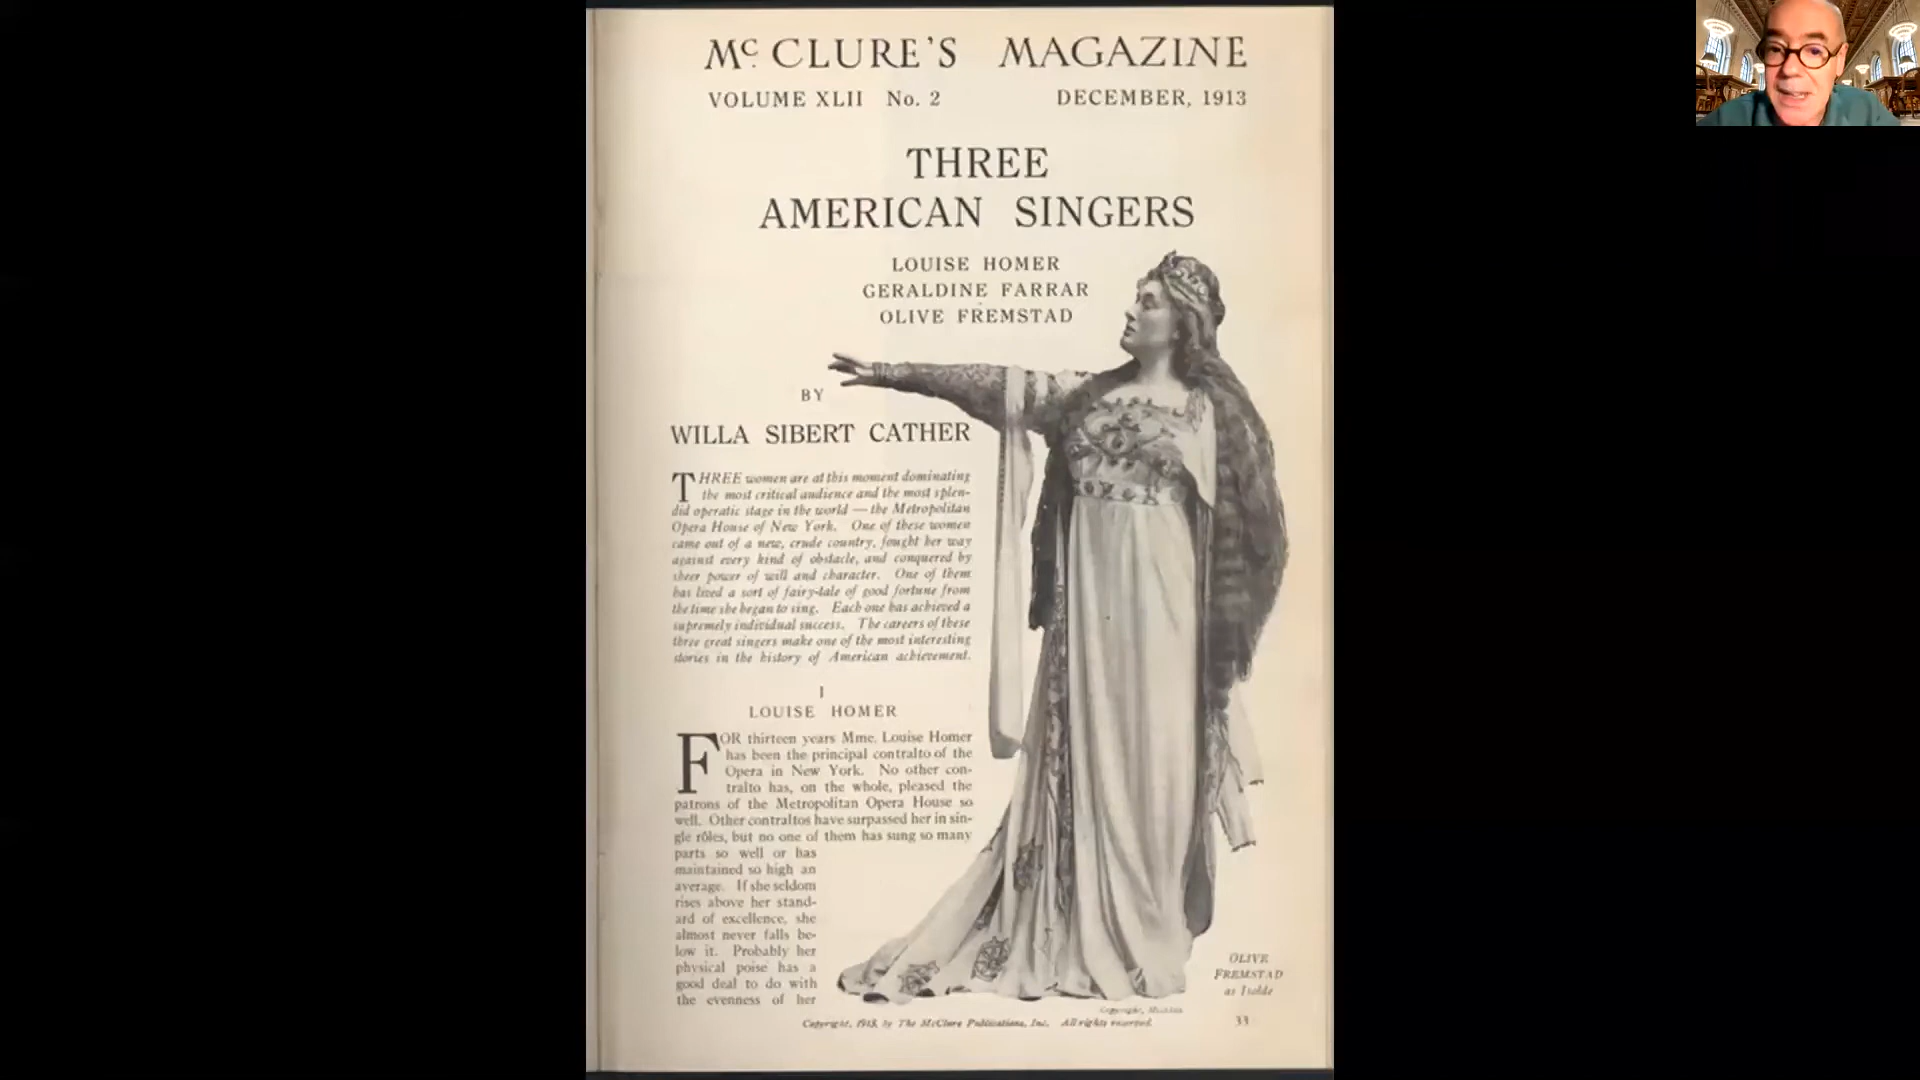 McCLURE'S MAGAZINE
VOLUME XLII No. 2 DECEMBER, 1913
THREE
AMERICAN SINGERS
LOUISE HOMER
GERALDINE FARRAR
OLIVE FREMSTAD
BY
WILLA SIBERT CATHER
THREE women are at this moment dominating
the most critical audience and the most splen-
did operatic stage in the world — the Metropolitan
Opera House of New York. One of these women
came out of a new, crude country, fought her way
against every kind of obstacle, and conquered by
sheer power of will and character. One of them
has lived a sort of fairy-tale of good fortune from
the time she began to sing. Each one has achieved a
supremely individual success. The careers of these
three great singers make one of the most interesting
stories in the history of American achievement.
I
LOUISE HOMER
FOR thirteen years Mme. Louise Homer
has been the principal contralto of the
Opera in New York. No other con-
tralto has, on the whole, pleased the
patrons of the Metropolitan Opera House so
well. Other contraltos have surpassed her in sin-
gle rôles, but no one of them has sung so many
parts so well or has
maintained so high an
average. If she seldom
rises above her stand-
ard of excellence, she
almost never falls be-
low it. Probably her
physical poise has a
good deal to do with
the evenness of her
OLIVE
FREMSTAD
as Isolde
Copyright,
Copyright, 1913, by The McClure Publications, Inc. All rights reserved.
33